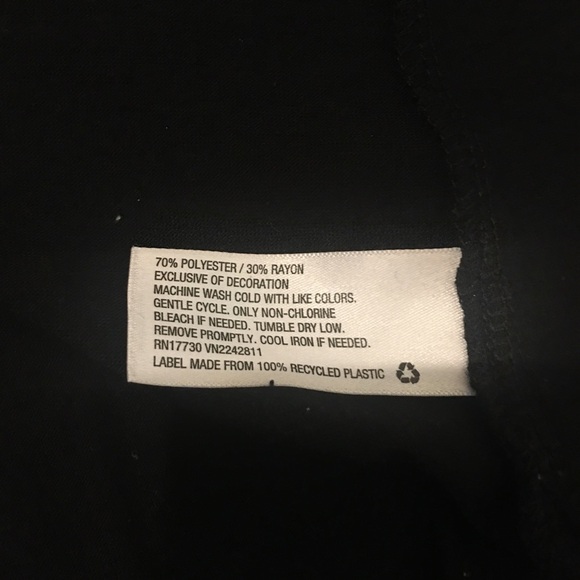 70% POLYESTER / 30% RAYON
EXCLUSIVE OF DECORATION
MACHINE WASH COLD WITH LIKE COLORS.
GENTLE CYCLE. ONLY NON-CHLORINE
BLEACH IF NEEDED. TUMBLE DRY LOW.
REMOVE PROMPTLY. COOL IRON IF NEEDED.
RN17730 VN2242811
LABEL MADE FROM 100% RECYCLED PLASTIC